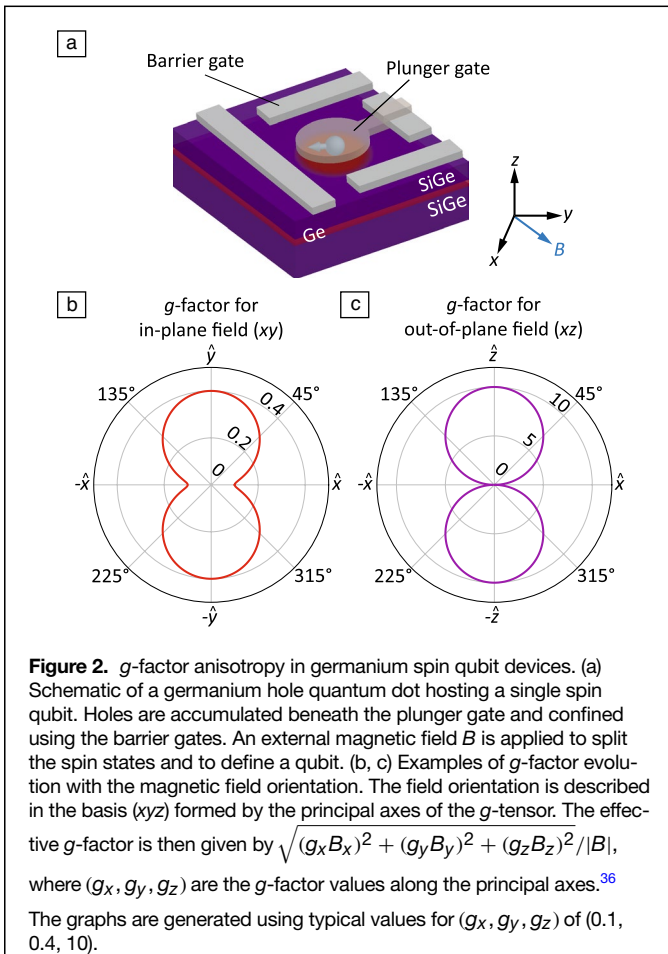 a
Barrier gate
Plunger gate
SiGe
SiGe
Ge
z
y
x
B
b
g-factor for
in-plane field (xy)
ŷ
135°
45°
0.4
0.2
0
-x̂
x̂
225°
315°
-ŷ
c
g-factor for
out-of-plane field (xz)
ẑ
135°
45°
10
5
0
-x̂
x̂
225°
315°
-ẑ
Figure 2. g-factor anisotropy in germanium spin qubit devices. (a)
Schematic of a germanium hole quantum dot hosting a single spin
qubit. Holes are accumulated beneath the plunger gate and confined
using the barrier gates. An external magnetic field B is applied to split
the spin states and to define a qubit. (b, c) Examples of g-factor evolu-
tion with the magnetic field orientation. The field orientation is described
in the basis (xyz) formed by the principal axes of the g-tensor. The effec-
tive g-factor is then given by √((gₓBₓ)² + (g_yB_y)² + (g_zB_z)²)/|B|,
where (gₓ, g_y, g_z) are the g-factor values along the principal axes.³⁶
The graphs are generated using typical values for (gₓ, g_y, g_z) of (0.1,
0.4, 10).